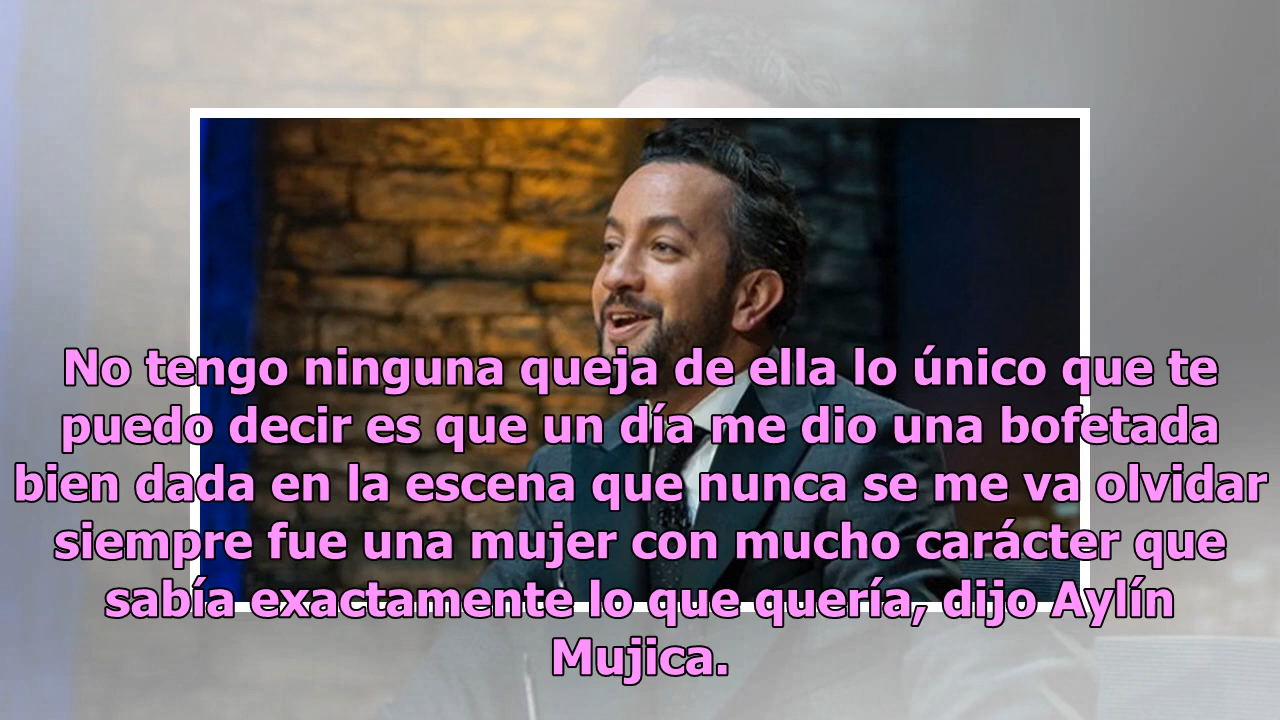 No tengo ninguna queja de ella lo único que te
puedo decir es que un día me dio una bofetada
bien dada en la escena que nunca se me va olvidar
siempre fue una mujer con mucho carácter que
sabía exactamente lo que quería, dijo Aylín
Mujica.